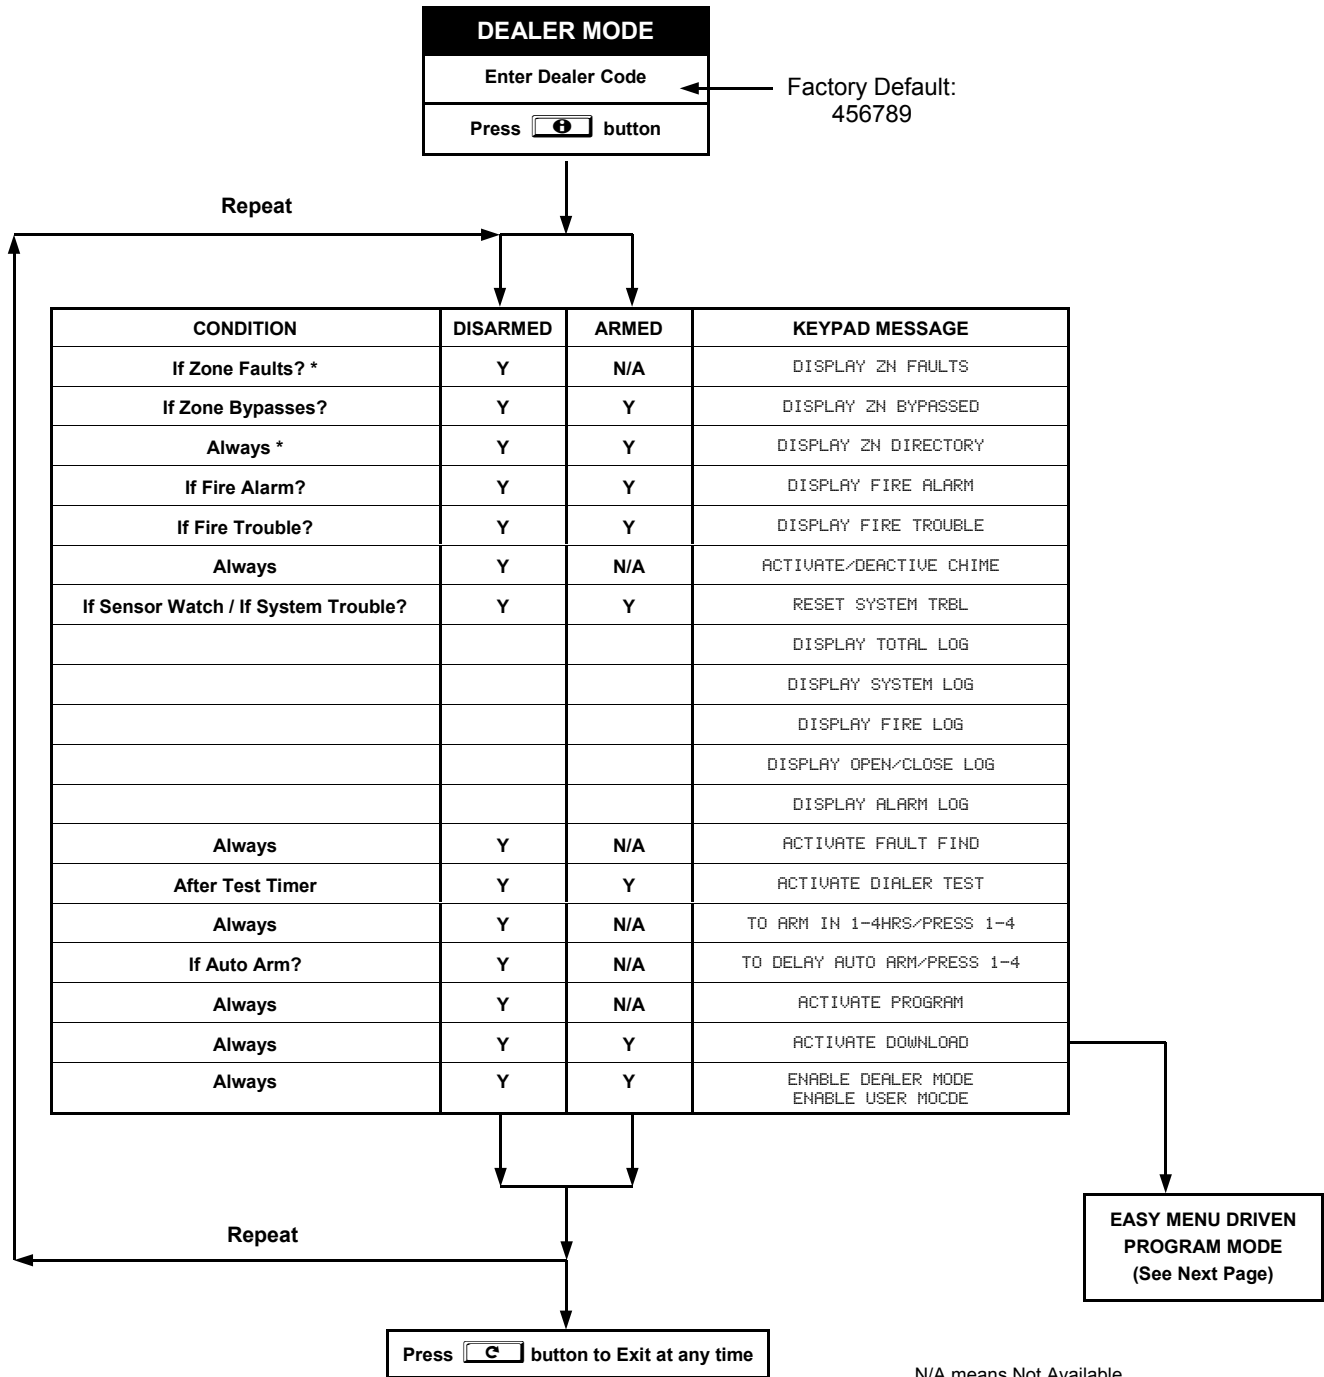 DEALER MODE
Enter Dealer Code
Factory Default:
456789
Press button
Repeat
CONDITION DISARMED ARMED KEYPAD MESSAGE
If Zone Faults? * Y N/A DISPLAY ZN FAULTS
If Zone Bypasses? Y Y DISPLAY ZN BYPASSED
Always * Y Y DISPLAY ZN DIRECTORY
If Fire Alarm? Y Y DISPLAY FIRE ALARM
If Fire Trouble? Y Y DISPLAY FIRE TROUBLE
Always Y N/A ACTIVATE/DEACTIVE CHIME
If Sensor Watch / If System Trouble? Y Y RESET SYSTEM TRBL
DISPLAY TOTAL LOG
DISPLAY SYSTEM LOG
DISPLAY FIRE LOG
DISPLAY OPEN/CLOSE LOG
DISPLAY ALARM LOG
Always Y N/A ACTIVATE FAULT FIND
After Test Timer Y Y ACTIVATE DIALER TEST
Always Y N/A TO ARM IN 1-4HRS/PRESS 1-4
If Auto Arm? Y N/A TO DELAY AUTO ARM/PRESS 1-4
Always Y N/A ACTIVATE PROGRAM
Always Y Y ACTIVATE DOWNLOAD
Always Y Y ENABLE DEALER MODE
ENABLE USER MOCDE
EASY MENU DRIVEN
PROGRAM MODE
(See Next Page)
Repeat
Press button to Exit at any time
N/A means Not Available